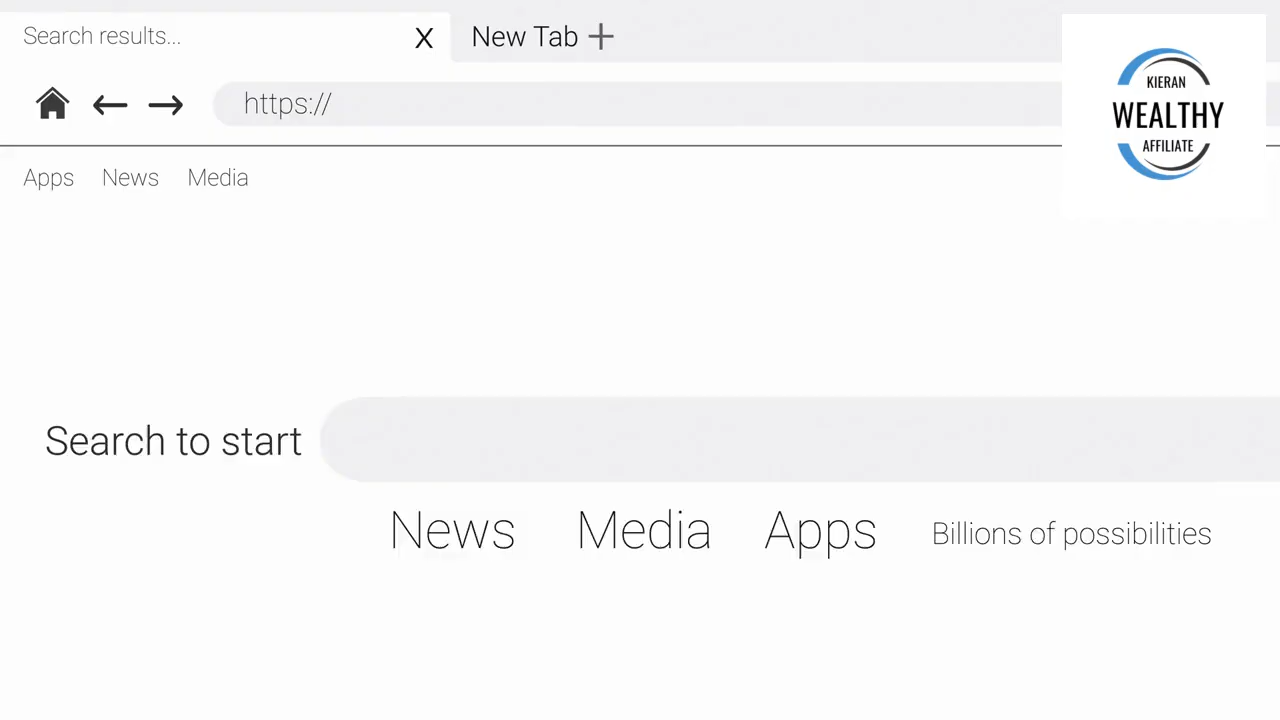 Search results... X New Tab +
https://
Apps News Media
KIERAN
WEALTHY
AFFILIATE
Search to start
News Media Apps Billions of possibilities